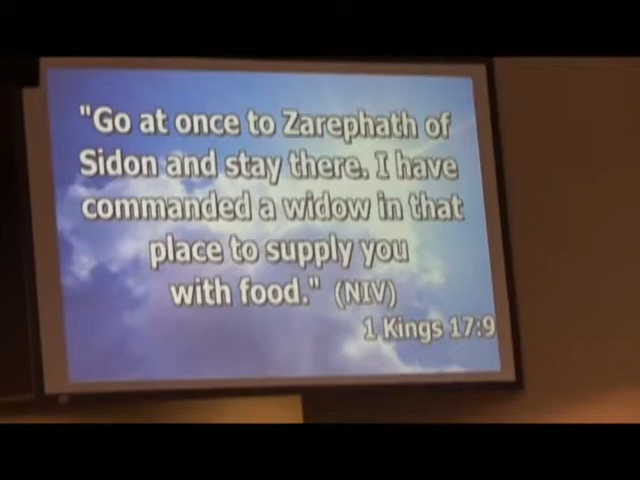 "Go at once to Zarephath of
Sidon and stay there. I have
commanded a widow in that
place to supply you
with food." (NIV)
1 Kings 17:9